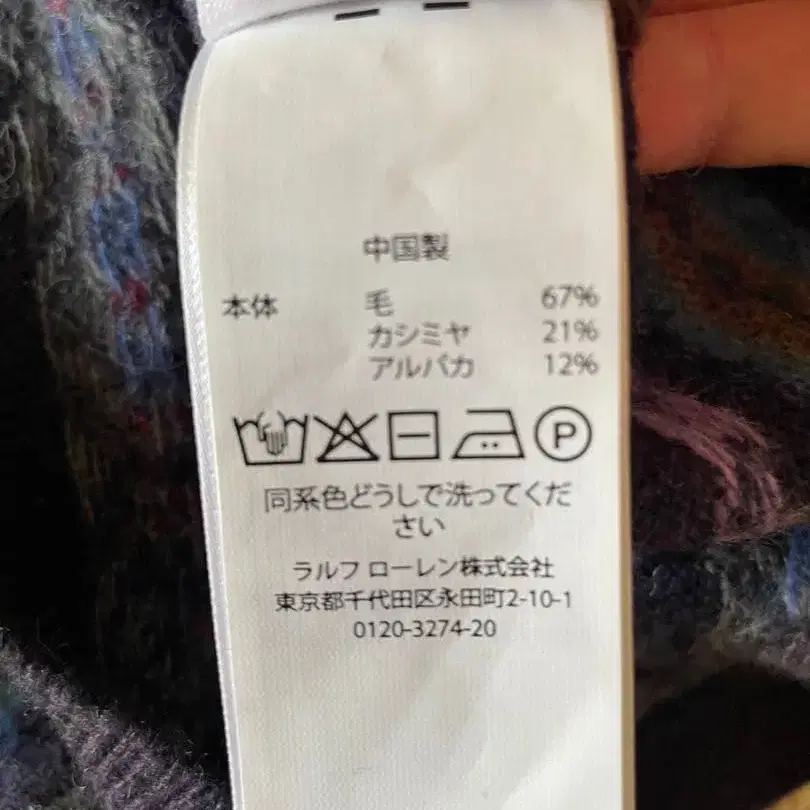 中国製
本体 毛 67%
カシミヤ 21%
アルパカ 12%
P
同系色どうしで洗ってくだ
さい
ラルフ ローレン株式会社
東京都千代田区永田町2-10-1
0120-3274-20